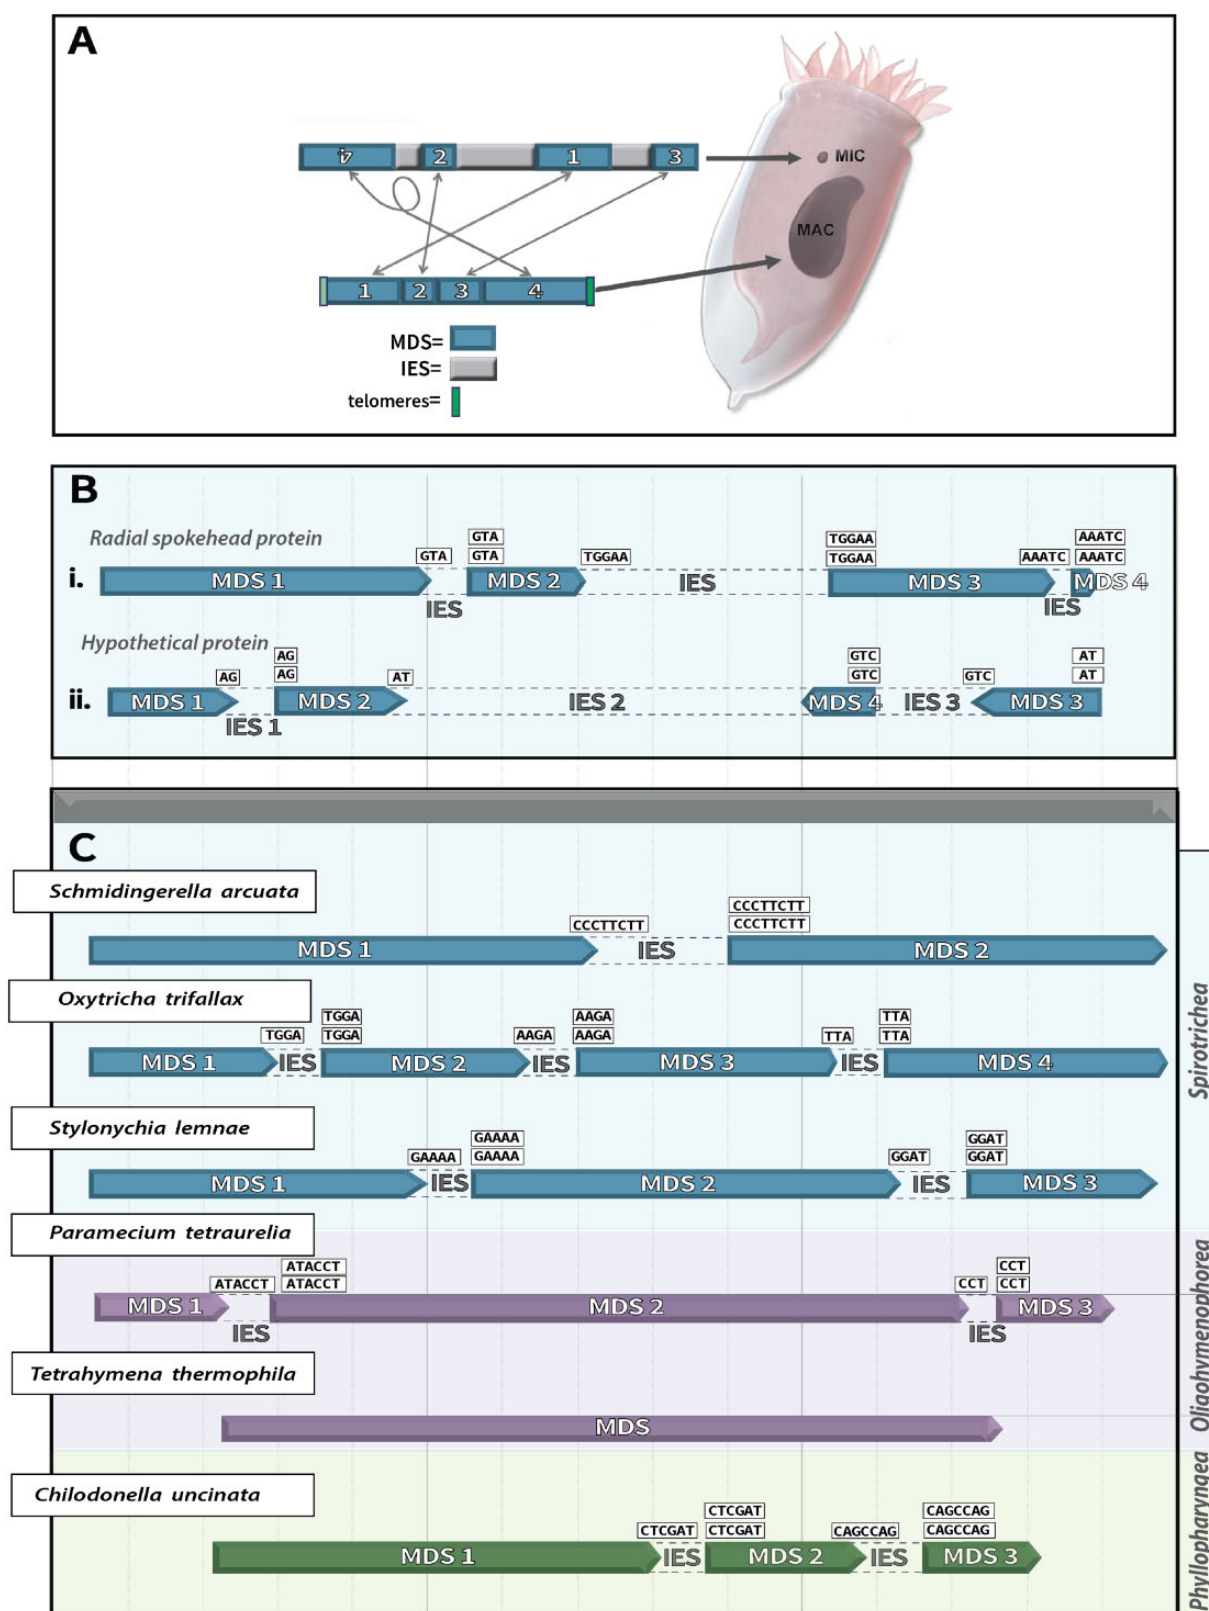 A
4 2 1 3
MIC
MAC
1 2 3 4
MDS=
IES=
telomeres=
B
Radial spokehead protein
GTA
GTA
GTA
TGGAA
TGGAA
TGGAA
AAATC
AAATC
AAATC
i.
MDS 1
IES
MDS 2
IES
MDS 3
IES
MDS 4
Hypothetical protein
AG
AG
AG
AT
GTC
GTC
GTC
AT
AT
ii.
MDS 1
IES 1
MDS 2
IES 2
MDS 4
IES 3
MDS 3
C
Schmidingerella arcuata
CCCTTCTT
CCCTTCTT
CCCTTCTT
MDS 1
IES
MDS 2
Oxytricha trifallax
TGGA
TGGA
TGGA
AAGA
AAGA
AAGA
TTA
TTA
TTA
MDS 1
IES
MDS 2
IES
MDS 3
IES
MDS 4
Stylonychia lemnae
GAAAA
GAAAA
GAAAA
GGAT
GGAT
GGAT
MDS 1
IES
MDS 2
IES
MDS 3
Spirotrichea
Paramecium tetraurelia
ATACCT
ATACCT
ATACCT
CCT
CCT
CCT
MDS 1
IES
MDS 2
IES
MDS 3
Tetrahymena thermophila
MDS
Oligohymenophorea
Chilodonella uncinata
CTCGAT
CTCGAT
CTCGAT
CAGCCAG
CAGCCAG
CAGCCAG
MDS 1
IES
MDS 2
IES
MDS 3
Phyllopharyngea